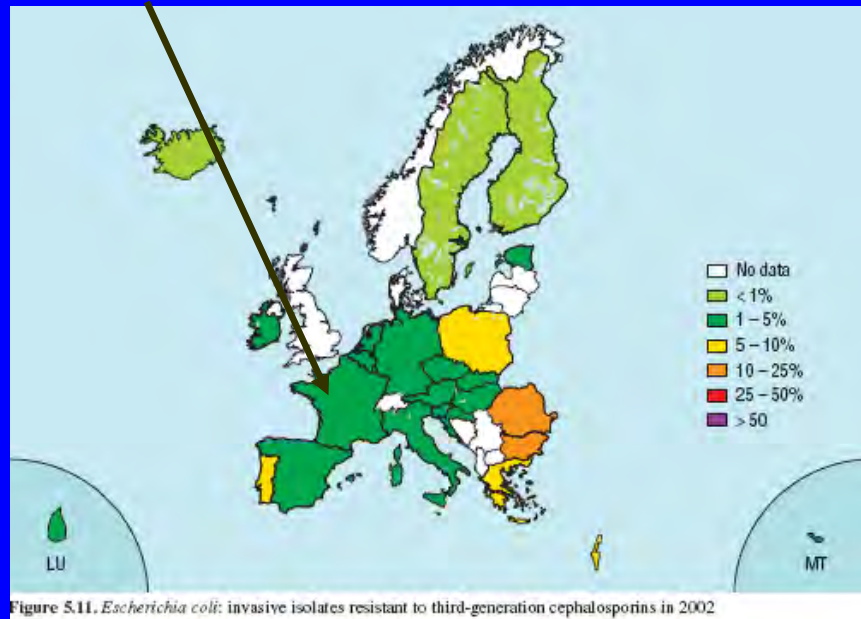 No data
< 1%
1 – 5%
5 – 10%
10 – 25%
25 – 50%
> 50
LU
MT
Figure 5.11. Escherichia coli: invasive isolates resistant to third-generation cephalosporins in 2002